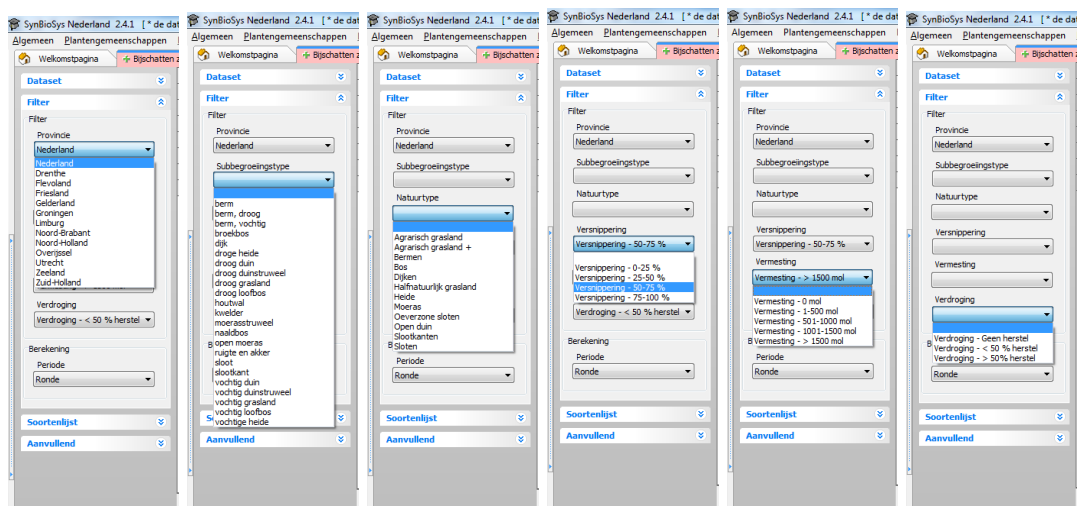 SynBioSys Nederland 2.4.1 [ * de dat
Algemeen Plantengemeenschappen
Welkomstpagina
Bijschatten z
Dataset
Filter
Filter
Provincie
Nederland
Nederland
Drenthe
Flevoland
Friesland
Gelderland
Groningen
Limburg
Noord-Brabant
Noord-Holland
Overijssel
Utrecht
Zeeland
Zuid-Holland
Verdroging
Verdroging - < 50 % herstel
Berekening
Periode
Ronde
Soortenlijst
Aanvullend
SynBioSys Nederland 2.4.1 [ * de dat
Algemeen Plantengemeenschappen
Welkomstpagina
Bijschatten z
Dataset
Filter
Filter
Provincie
Nederland
Subbegroeiingstype
berm
berm, droog
berm, vochtig
broekbos
dijk
droge heide
droog duin
droog duinstruweel
droog grasland
droog loofbos
houtwal
kwelder
moerasstruweel
naaldbos
open moeras
ruigte en akker
sloot
slootkant
vochtig duin
vochtig duinstruweel
vochtig grasland
vochtig loofbos
vochtige heide
Aanvullend
SynBioSys Nederland 2.4.1 [ * de dat
Algemeen Plantengemeenschappen
Welkomstpagina
Bijschatten z
Dataset
Filter
Filter
Provincie
Nederland
Subbegroeiingstype
Natuurtype
Agrarisch grasland
Agrarisch grasland +
Bermen
Bos
Dijken
Halfnatuurlijk grasland
Heide
Moeras
Oeverzone sloten
Open duin
Slootkanten
Sloten
Periode
Ronde
Soortenlijst
Aanvullend
SynBioSys Nederland 2.4.1 [ * de dat
Algemeen Plantengemeenschappen
Welkomstpagina
Bijschatten z
Dataset
Filter
Filter
Provincie
Nederland
Subbegroeiingstype
Natuurtype
Versnippering
Versnippering - 50-75 %
Versnippering - 0-25 %
Versnippering - 25-50 %
Versnippering - 50-75 %
Versnippering - 75-100 %
Verdroging - < 50 % herstel
Berekening
Periode
Ronde
Soortenlijst
Aanvullend
SynBioSys Nederland 2.4.1 [ * de dat
Algemeen Plantengemeenschappen
Welkomstpagina
Bijschatten z
Dataset
Filter
Filter
Provincie
Nederland
Subbegroeiingstype
Natuurtype
Versnippering
Versnippering - 50-75 %
Vermesting
Vermesting - > 1500 mol
Vermesting - 0 mol
Vermesting - 1-500 mol
Vermesting - 501-1000 mol
Vermesting - 1001-1500 mol
Vermesting - > 1500 mol
Periode
Ronde
Soortenlijst
Aanvullend
SynBioSys Nederland 2.4.1 [ * de dat
Algemeen Plantengemeenschappen
Welkomstpagina
Bijschatten z
Dataset
Filter
Filter
Provincie
Nederland
Subbegroeiingstype
Natuurtype
Versnippering
Vermesting
Verdroging
Verdroging - Geen herstel
Verdroging - < 50 % herstel
Verdroging - > 50% herstel
Ronde
Soortenlijst
Aanvullend